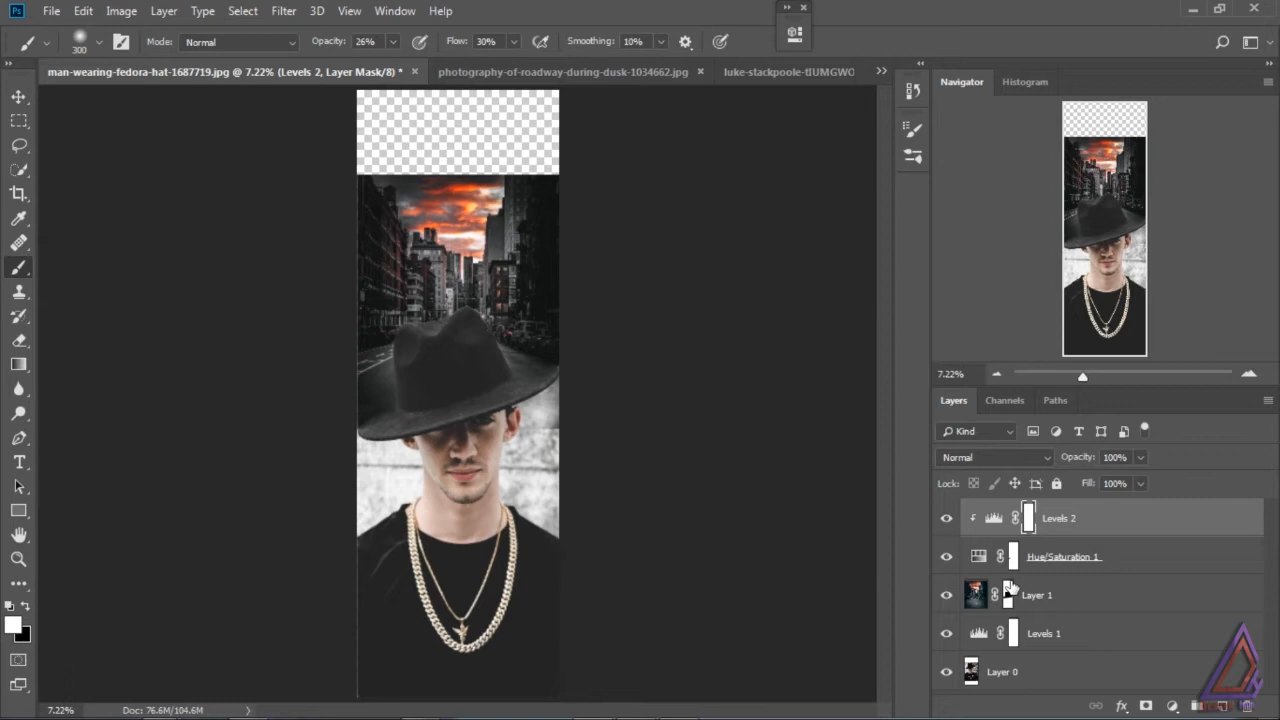 Ps File Edit Image Layer Type Select Filter 3D View Window Help
300 Mode: Normal Opacity: 26% Flow: 30% Smoothing: 10%
man-wearing-fedora-hat-1687719.jpg @ 7.22% (Levels 2, Layer Mask/8) * × photography-of-roadway-during-dusk-1034662.jpg × luke-stackpoole-tIUMGWO
Navigator Histogram
7.22%
Layers Channels Paths
Kind
Normal Opacity: 100%
Lock: Fill: 100%
Levels 2
Hue/Saturation 1
Layer 1
Levels 1
Layer 0
7.22% Doc: 76.6M/104.6M